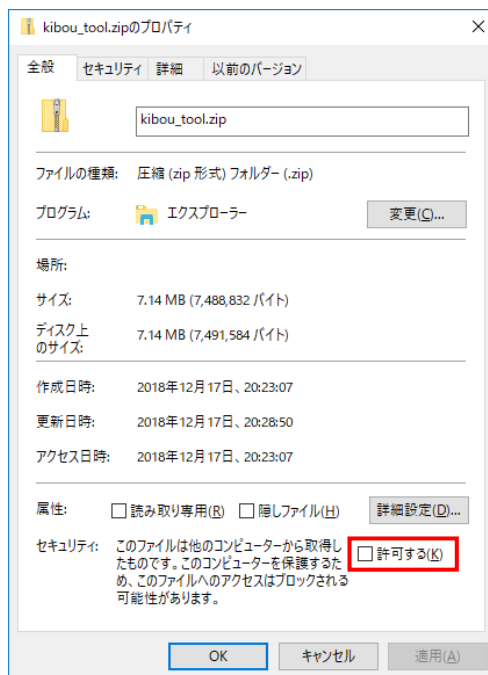 kibou_tool.zipのプロパティ
全般 セキュリティ 詳細 以前のバージョン
kibou_tool.zip
ファイルの種類: 圧縮 (zip 形式) フォルダー (.zip)
プログラム: エクスプローラー 変更(C)...
場所:
サイズ: 7.14 MB (7,488,832 バイト)
ディスク上
のサイズ: 7.14 MB (7,491,584 バイト)
作成日時: 2018年12月17日、20:23:07
更新日時: 2018年12月17日、20:28:50
アクセス日時: 2018年12月17日、20:23:07
属性: 読み取り専用(R) 隠しファイル(H) 詳細設定(D)...
セキュリティ: このファイルは他のコンピューターから取得し
たものです。このコンピューターを保護するた 許可する(K)
め、このファイルへのアクセスはブロックされる
可能性があります。
OK キャンセル 適用(A)